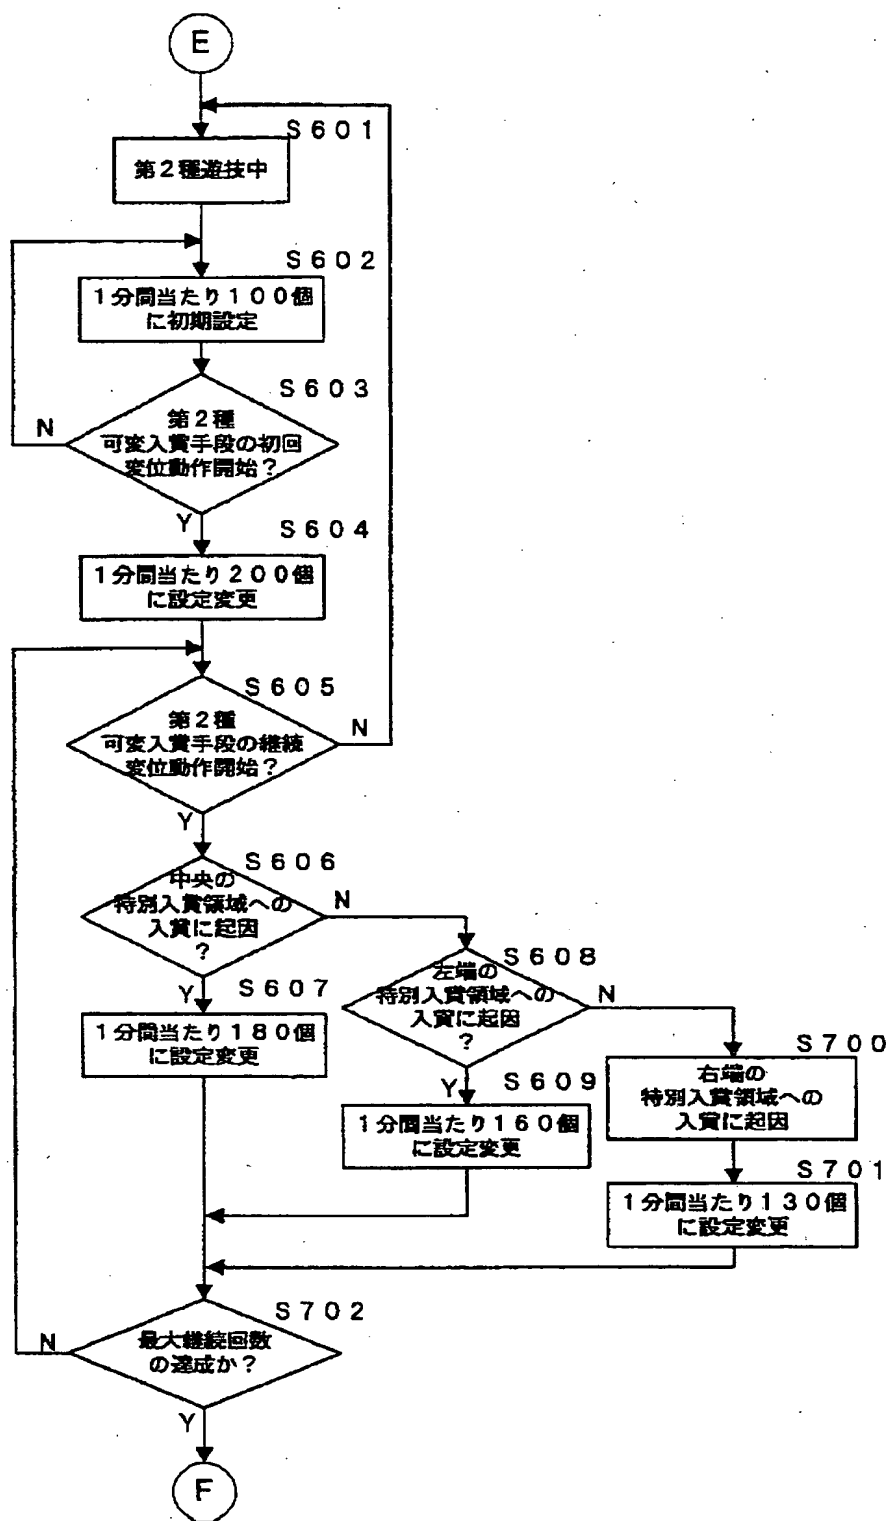 E
S601
第2種遊技中
S602
1分間当たり100個
に初期設定
S603
第2種
可変入賞手段の初回
変位動作開始?
N
Y
S604
1分間当たり200個
に設定変更
S605
第2種
可変入賞手段の継続
変位動作開始?
N
Y
S606
中央の
特別入賞領域への
入賞に起因
?
N
Y
S607
1分間当たり180個
に設定変更
S608
左端の
特別入賞領域への
入賞に起因
?
N
Y
S609
1分間当たり160個
に設定変更
S700
右端の
特別入賞領域への
入賞に起因
S701
1分間当たり130個
に設定変更
S702
最大継続回数
の達成か?
N
Y
F